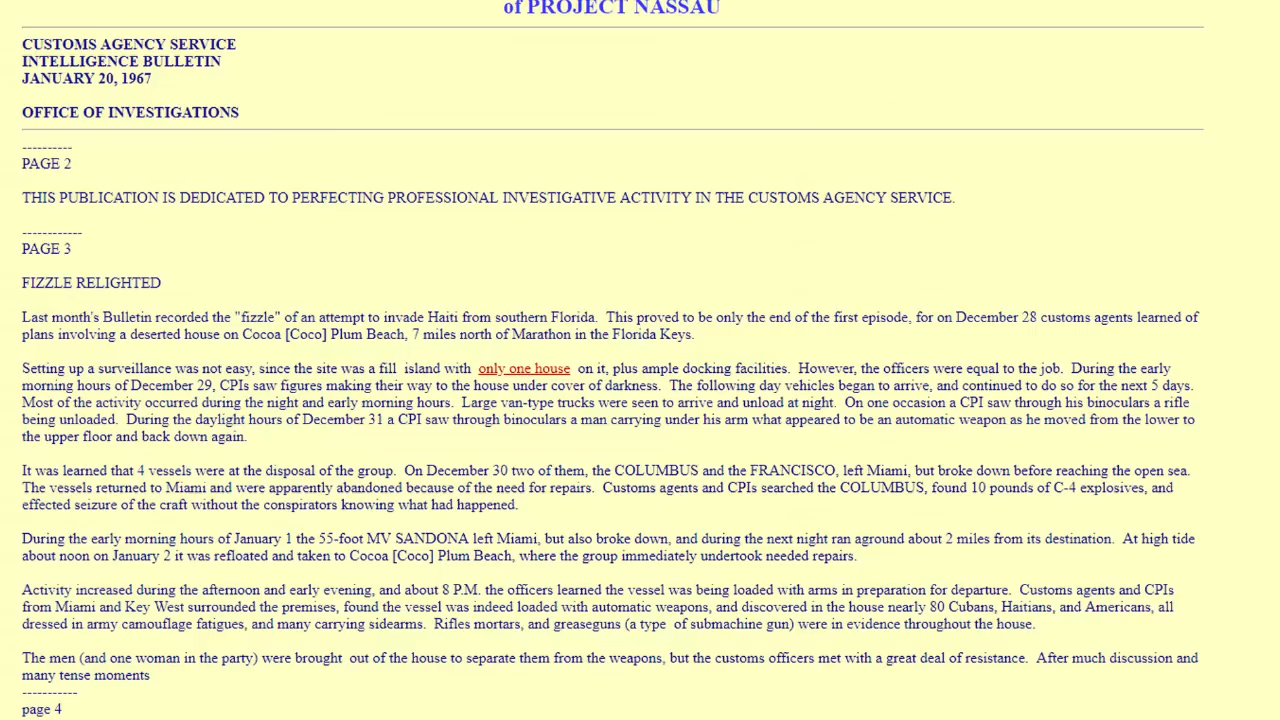 of PROJECT NASSAU
CUSTOMS AGENCY SERVICE
INTELLIGENCE BULLETIN
JANUARY 20, 1967
OFFICE OF INVESTIGATIONS
----------
PAGE 2
THIS PUBLICATION IS DEDICATED TO PERFECTING PROFESSIONAL INVESTIGATIVE ACTIVITY IN THE CUSTOMS AGENCY SERVICE.
------------
PAGE 3
FIZZLE RELIGHTED
Last month's Bulletin recorded the "fizzle" of an attempt to invade Haiti from southern Florida.  This proved to be only the end of the first episode, for on December 28 customs agents learned of
plans involving a deserted house on Cocoa [Coco] Plum Beach, 7 miles north of Marathon in the Florida Keys.
Setting up a surveillance was not easy, since the site was a fill  island with  only one house  on it, plus ample docking facilities.  However, the officers were equal to the job.  During the early
morning hours of December 29, CPIs saw figures making their way to the house under cover of darkness.  The following day vehicles began to arrive, and continued to do so for the next 5 days.
Most of the activity occurred during the night and early morning hours.  Large van-type trucks were seen to arrive and unload at night.  On one occasion a CPI saw through his binoculars a rifle
being unloaded.  During the daylight hours of December 31 a CPI saw through binoculars a man carrying under his arm what appeared to be an automatic weapon as he moved from the lower to
the upper floor and back down again.
It was learned that 4 vessels were at the disposal of the group.  On December 30 two of them, the COLUMBUS and the FRANCISCO, left Miami, but broke down before reaching the open sea.
The vessels returned to Miami and were apparently abandoned because of the need for repairs.  Customs agents and CPIs searched the COLUMBUS, found 10 pounds of C-4 explosives, and
effected seizure of the craft without the conspirators knowing what had happened.
During the early morning hours of January 1 the 55-foot MV SANDONA left Miami, but also broke down, and during the next night ran aground about 2 miles from its destination.  At high tide
about noon on January 2 it was refloated and taken to Cocoa [Coco] Plum Beach, where the group immediately undertook needed repairs.
Activity increased during the afternoon and early evening, and about 8 P.M. the officers learned the vessel was being loaded with arms in preparation for departure.  Customs agents and CPIs
from Miami and Key West surrounded the premises, found the vessel was indeed loaded with automatic weapons, and discovered in the house nearly 80 Cubans, Haitians, and Americans, all
dressed in army camouflage fatigues, and many carrying sidearms.  Rifles mortars, and greaseguns (a type  of submachine gun) were in evidence throughout the house.
The men (and one woman in the party) were brought  out of the house to separate them from the weapons, but the customs officers met with a great deal of resistance.  After much discussion and
many tense moments
-----------
page 4